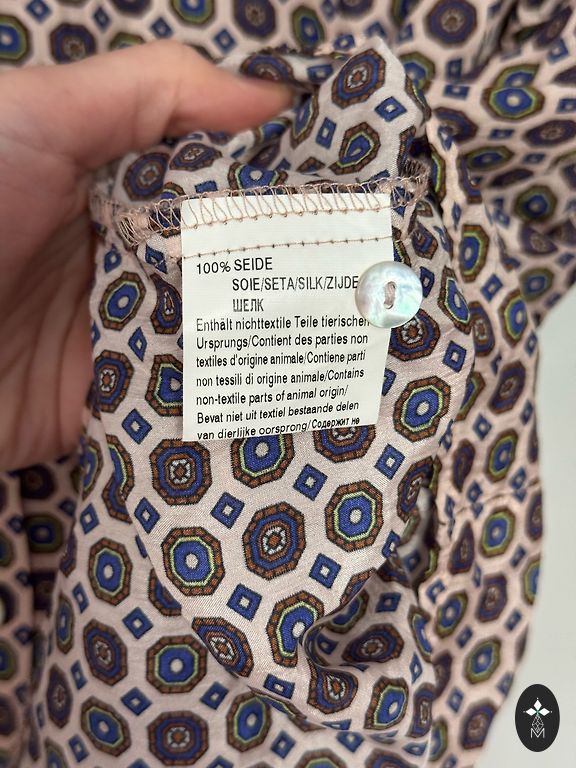 100% SEIDE
SOIE/SETA/SILK/ZIJDE
ШЕЛК
Enthält nichttextile Teile tierischen
Ursprungs/Contient des parties non
textiles d'origine animale/Contiene parti
non tessili di origine animale/Contains
non-textile parts of animal origin/
Bevat niet uit textiel bestaande delen
van dierlijke oorsprong/Содержит не